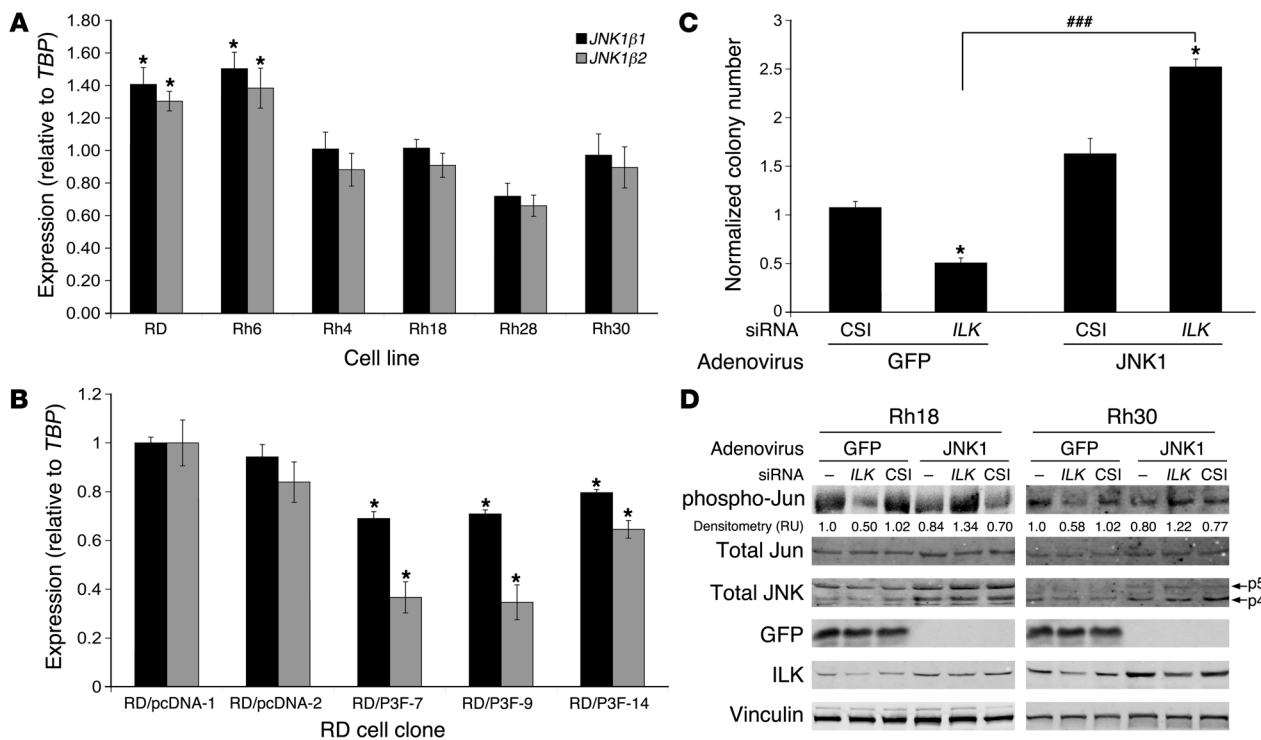 A
Expression (relative to TBP)
1.80
1.60
1.40
1.20
1.00
0.80
0.60
0.40
0.20
0.00
JNK1β1
JNK1β2
* * * *
RD Rh6 Rh4 Rh18 Rh28 Rh30
Cell line
B
Expression (relative to TBP)
1.2
1
0.8
0.6
0.4
0.2
0
* * * * * *
RD/pcDNA-1 RD/pcDNA-2 RD/P3F-7 RD/P3F-9 RD/P3F-14
RD cell clone
C
Normalized colony number
3
2.5
2
1.5
1
0.5
0
###
* *
siRNA CSI ILK CSI ILK
Adenovirus GFP JNK1
D
Rh18 Rh30
Adenovirus GFP JNK1 GFP JNK1
siRNA – ILK CSI – ILK CSI – ILK CSI – ILK CSI
phospho-Jun
Densitometry (RU) 1.0 0.50 1.02 0.84 1.34 0.70 1.0 0.58 1.02 0.80 1.22 0.77
Total Jun
Total JNK
p5
p4
GFP
ILK
Vinculin